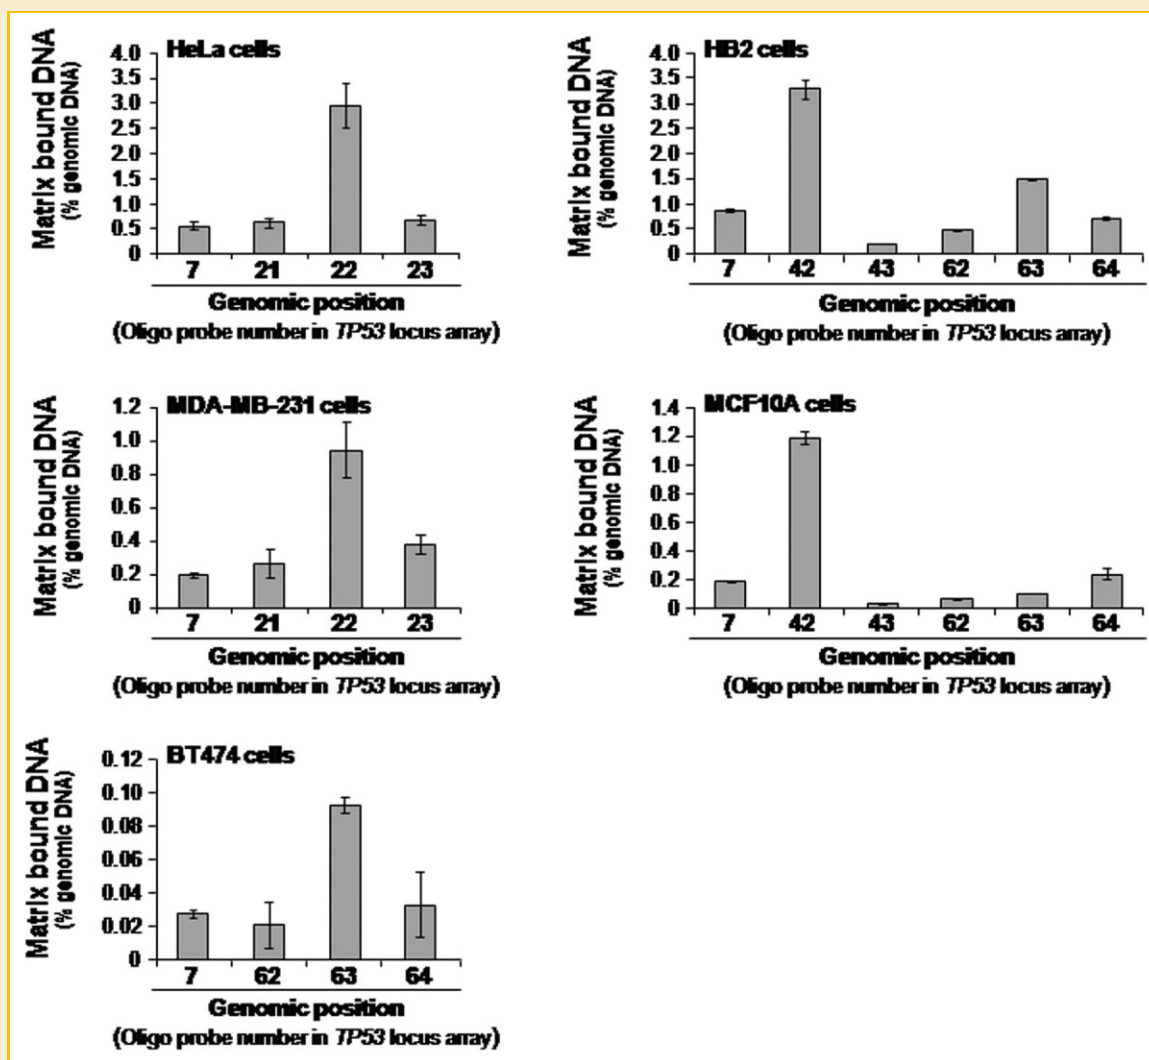 HeLa cells
Matrix bound DNA
(% genomic DNA)
4.0
3.5
3.0
2.5
2.0
1.5
1.0
0.5
0
7 21 22 23
Genomic position
(Oligo probe number in TP53 locus array)
HB2 cells
Matrix bound DNA
(% genomic DNA)
4.0
3.5
3.0
2.5
2.0
1.5
1.0
0.5
0
7 42 43 62 63 64
Genomic position
(Oligo probe number in TP53 locus array)
MDA-MB-231 cells
Matrix bound DNA
(% genomic DNA)
1.2
1.0
0.8
0.6
0.4
0.2
0
7 21 22 23
Genomic position
(Oligo probe number in TP53 locus array)
MCF10A cells
Matrix bound DNA
(% genomic DNA)
1.4
1.2
1.0
0.8
0.6
0.4
0.2
0
7 42 43 62 63 64
Genomic position
(Oligo probe number in TP53 locus array)
BT474 cells
Matrix bound DNA
(% genomic DNA)
0.12
0.10
0.08
0.06
0.04
0.02
0
7 62 63 64
Genomic position
(Oligo probe number in TP53 locus array)